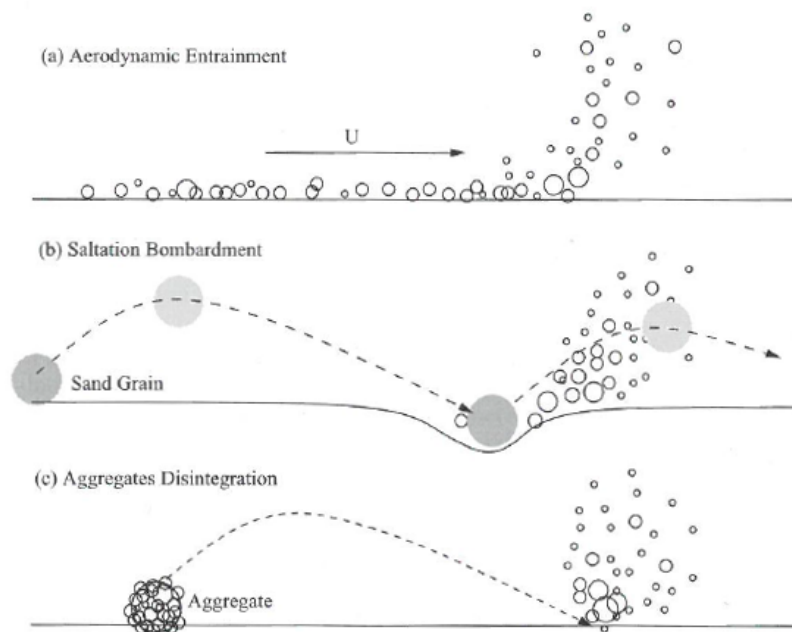 (a) Aerodynamic Entrainment
U
(b) Saltation Bombardment
Sand Grain
(c) Aggregates Disintegration
Aggregate